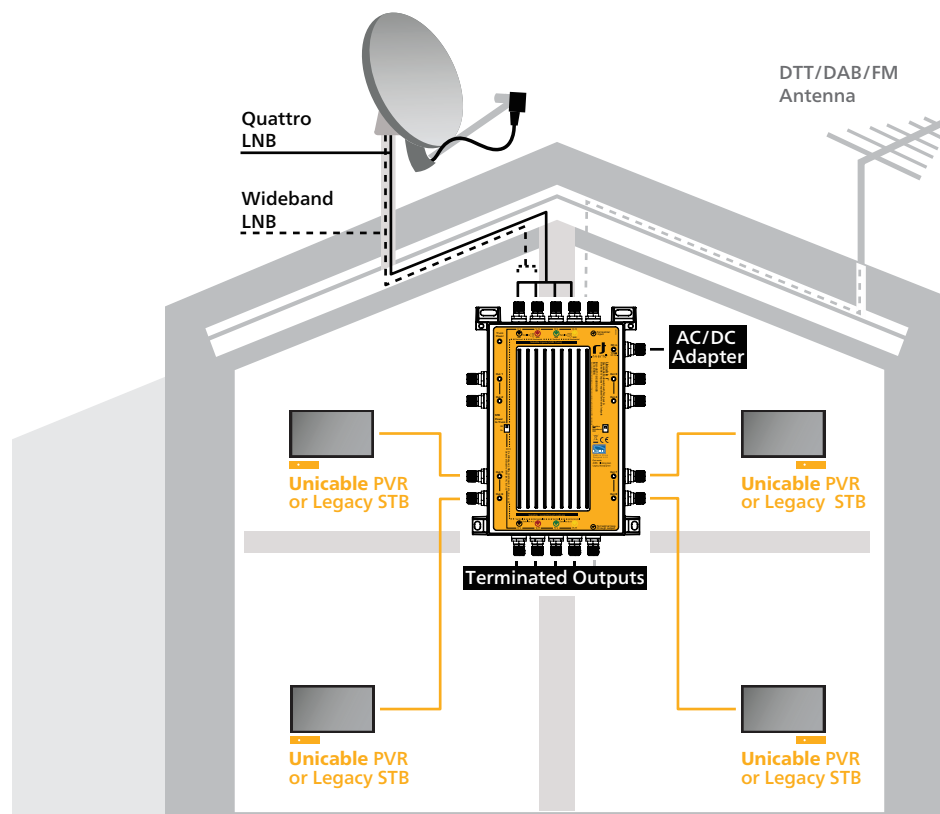 DTT/DAB/FM
Antenna
Quattro
LNB
Wideband
LNB
AC/DC
Adapter
Unicable PVR
or Legacy STB
Unicable PVR
or Legacy STB
Terminated Outputs
Unicable PVR
or Legacy STB
Unicable PVR
or Legacy STB